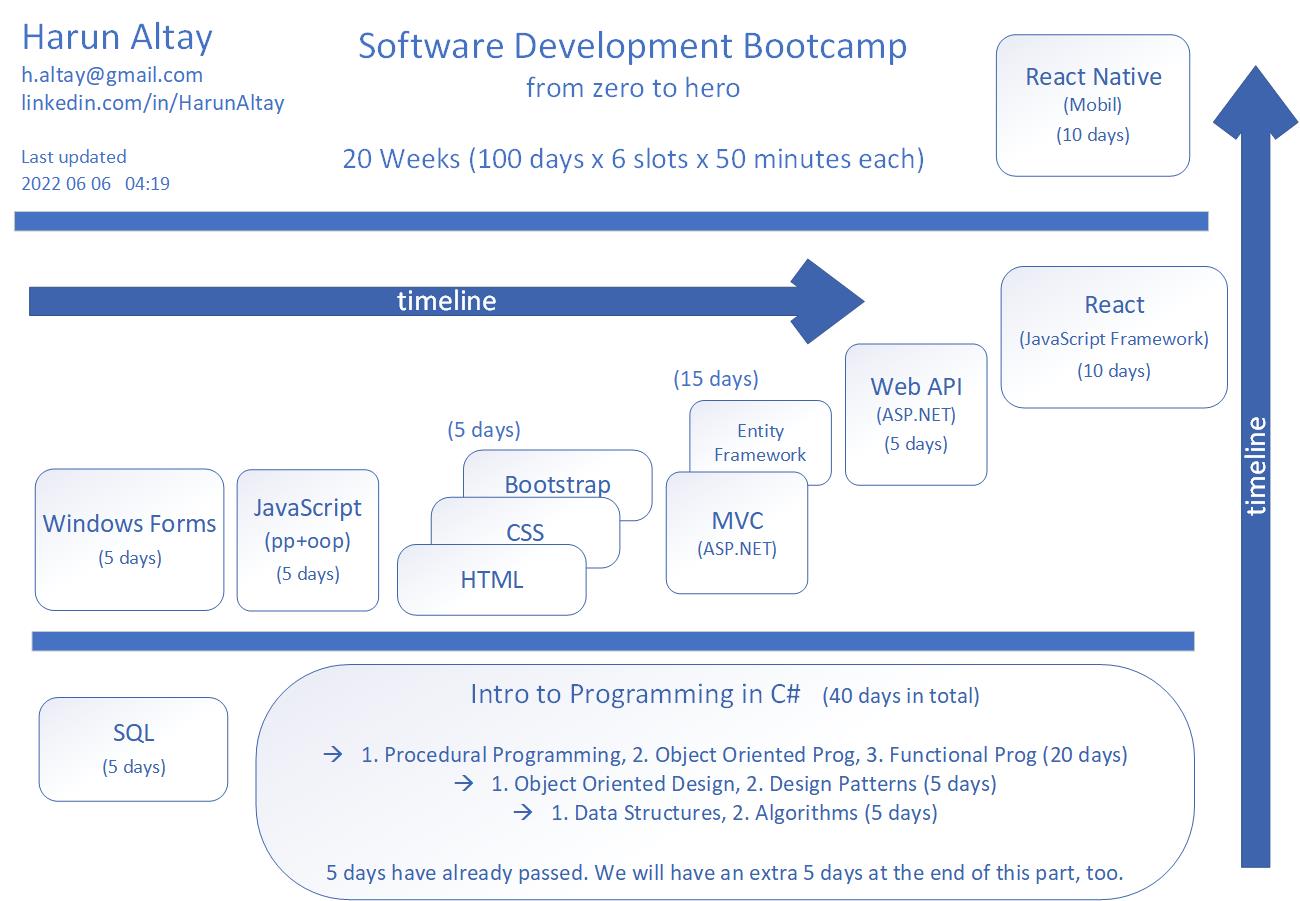 Harun Altay
h.altay@gmail.com
linkedin.com/in/HarunAltay
Last updated
2022 06 06   04:19
Software Development Bootcamp
from zero to hero
20 Weeks (100 days x 6 slots x 50 minutes each)
React Native
(Mobil)
(10 days)
timeline
React
(JavaScript Framework)
(10 days)
timeline
Web API
(ASP.NET)
(5 days)
(15 days)
Entity
Framework
MVC
(ASP.NET)
(5 days)
Bootstrap
CSS
HTML
JavaScript
(pp+oop)
(5 days)
Windows Forms
(5 days)
SQL
(5 days)
Intro to Programming in C#   (40 days in total)
→ 1. Procedural Programming, 2. Object Oriented Prog, 3. Functional Prog (20 days)
→ 1. Object Oriented Design, 2. Design Patterns (5 days)
→ 1. Data Structures, 2. Algorithms (5 days)
5 days have already passed. We will have an extra 5 days at the end of this part, too.